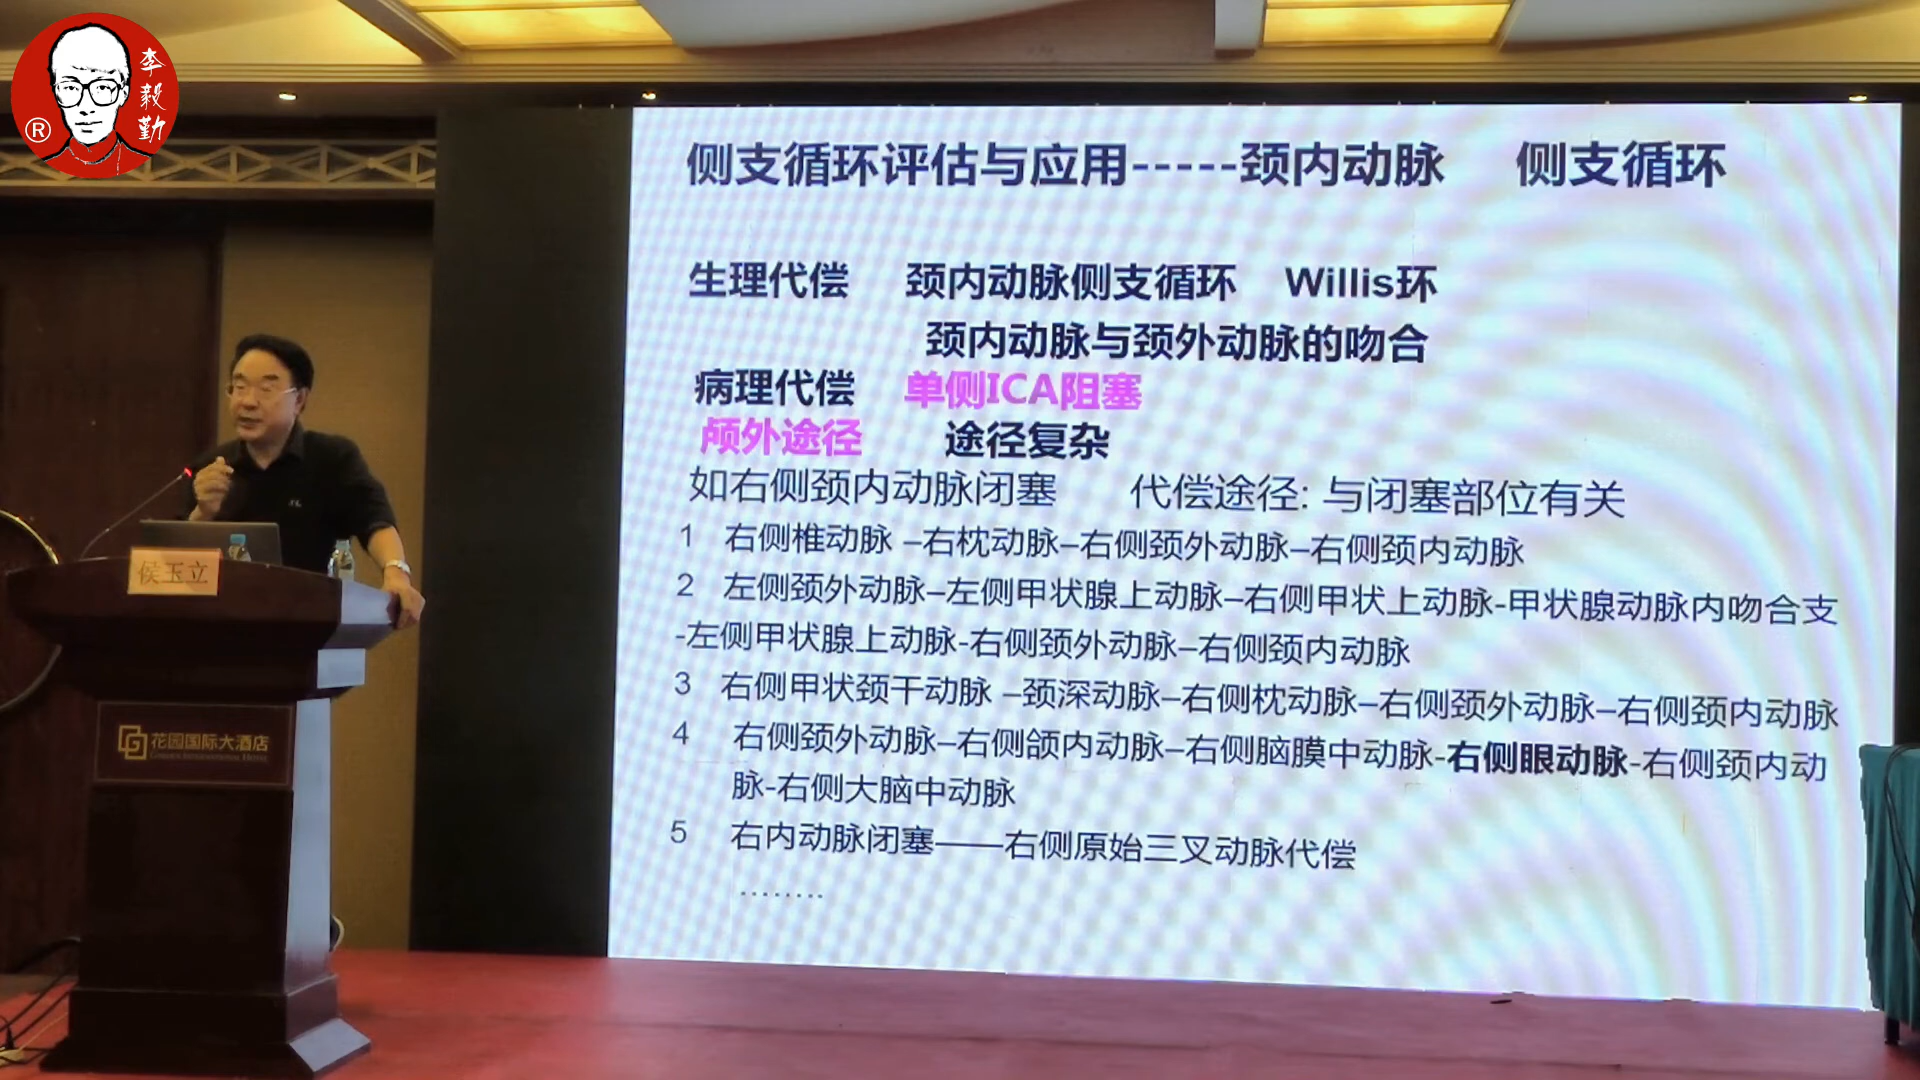 李毅勤
®
侧支循环评估与应用-----颈内动脉 侧支循环
生理代偿 颈内动脉侧支循环 Willis环
颈内动脉与颈外动脉的吻合
病理代偿 单侧ICA阻塞
颅外途径 途径复杂
如右侧颈内动脉闭塞 代偿途径: 与闭塞部位有关
1 右侧椎动脉 –右枕动脉–右侧颈外动脉–右侧颈内动脉
2 左侧颈外动脉–左侧甲状腺上动脉–右侧甲状上动脉-甲状腺动脉内吻合支
-左侧甲状腺上动脉-右侧颈外动脉–右侧颈内动脉
3 右侧甲状颈干动脉 –颈深动脉–右侧枕动脉–右侧颈外动脉–右侧颈内动脉
4 右侧颈外动脉–右侧颌内动脉–右侧脑膜中动脉-右侧眼动脉-右侧颈内动
脉-右侧大脑中动脉
5 右内动脉闭塞——右侧原始三叉动脉代偿
........
侯玉立
花园国际大酒店
GARDEN INTERNATIONAL HOTEL